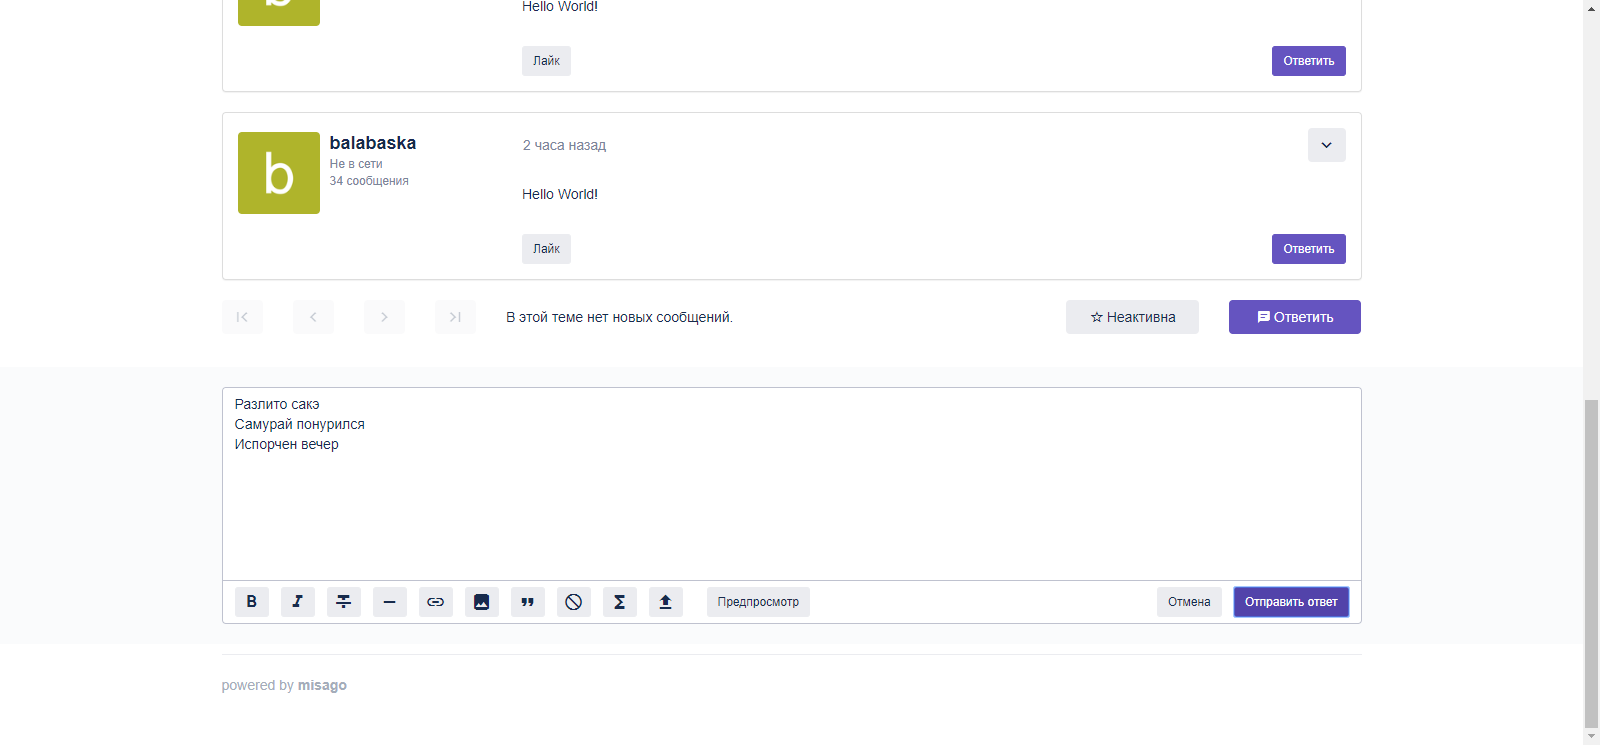 Hello World!
Лайк
Ответить
b
balabaska
Не в сети
34 сообщения
2 часа назад
Hello World!
Лайк
Ответить
В этой теме нет новых сообщений.
Неактивна
Ответить
Разлито сакэ
Самурай понурился
Испорчен вечер
B
I
Предпросмотр
Отмена
Отправить ответ
powered by misago